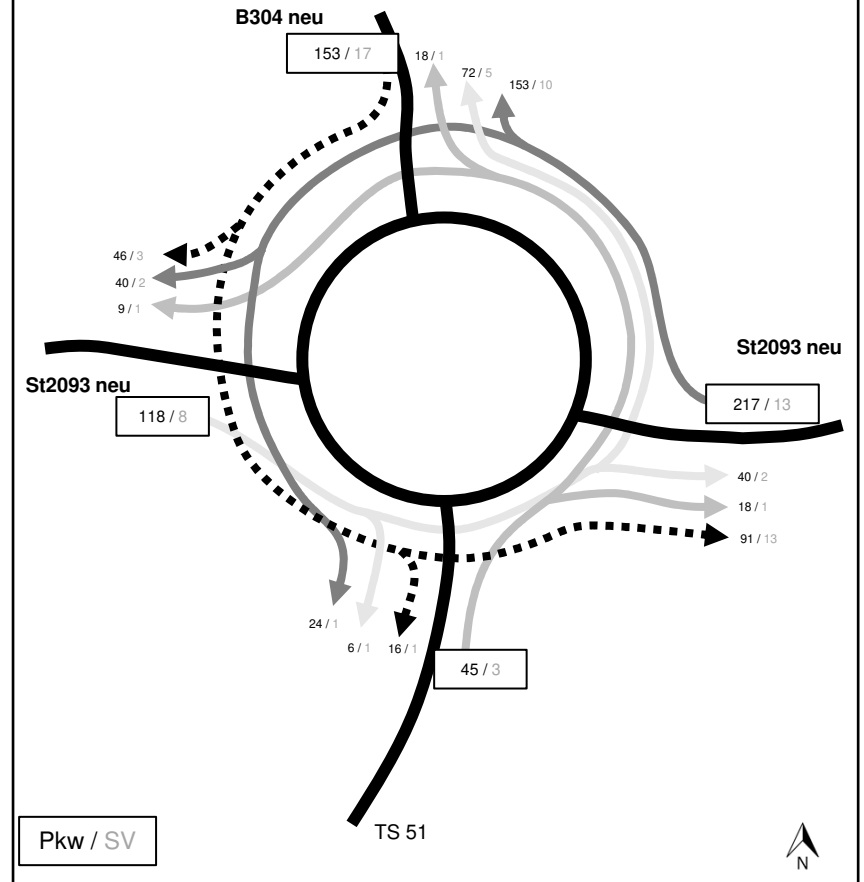 B304 neu
153 / 17
18 / 1
72 / 5
153 / 10
46 / 3
40 / 2
9 / 1
St2093 neu
St2093 neu
118 / 8
217 / 13
40 / 2
18 / 1
91 / 13
24 / 1
6 / 1
16 / 1
45 / 3
TS 51
Pkw / SV
N